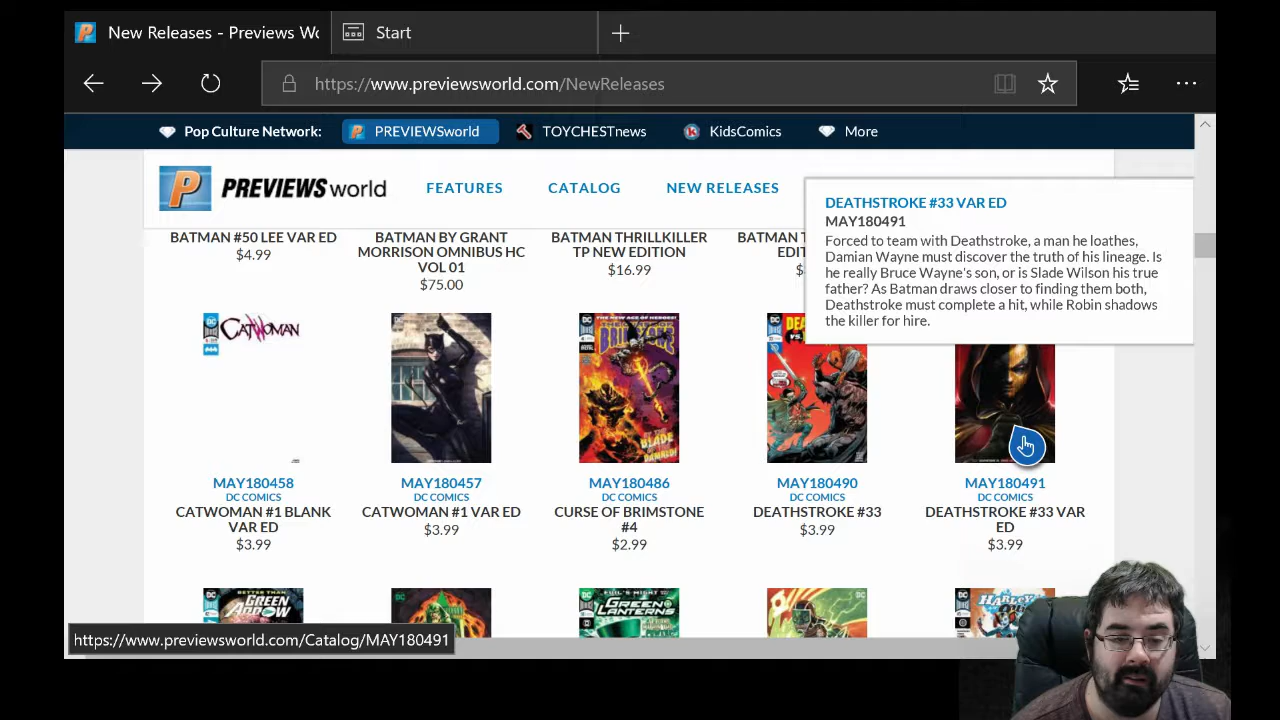 New Releases - Previews Wo
Start
https://www.previewsworld.com/NewReleases
Pop Culture Network:
PREVIEWSworld
TOYCHESTnews
KidsComics
More
PREVIEWSworld
FEATURES
CATALOG
NEW RELEASES
DEATHSTROKE #33 VAR ED
MAY180491
Forced to team with Deathstroke, a man he loathes,
Damian Wayne must discover the truth of his lineage. Is
he really Bruce Wayne's son, or is Slade Wilson his true
father? As Batman draws closer to finding them both,
Deathstroke must complete a hit, while Robin shadows
the killer for hire.
BATMAN #50 LEE VAR ED
$4.99
BATMAN BY GRANT
MORRISON OMNIBUS HC
VOL 01
$75.00
BATMAN THRILLKILLER
TP NEW EDITION
$16.99
BATMAN T
EDIT
CATWOMAN
MAY180458
DC COMICS
CATWOMAN #1 BLANK
VAR ED
$3.99
MAY180457
DC COMICS
CATWOMAN #1 VAR ED
$3.99
MAY180486
DC COMICS
CURSE OF BRIMSTONE
#4
$2.99
MAY180490
DC COMICS
DEATHSTROKE #33
$3.99
MAY180491
DC COMICS
DEATHSTROKE #33 VAR
ED
$3.99
GREEN
ARROW
GREEN
LANTERNS
https://www.previewsworld.com/Catalog/MAY180491